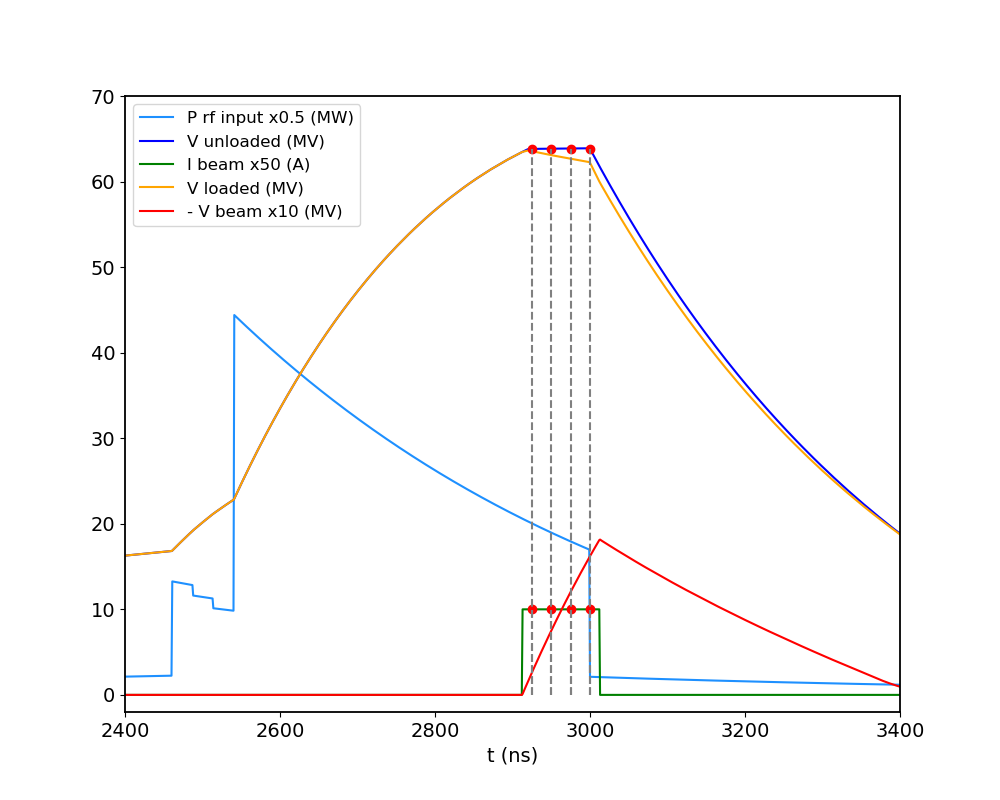 70
60
50
40
30
20
10
0
P rf input x0.5 (MW)
V unloaded (MV)
I beam x50 (A)
V loaded (MV)
- V beam x10 (MV)
2400 2600 2800 3000 3200 3400
t (ns)